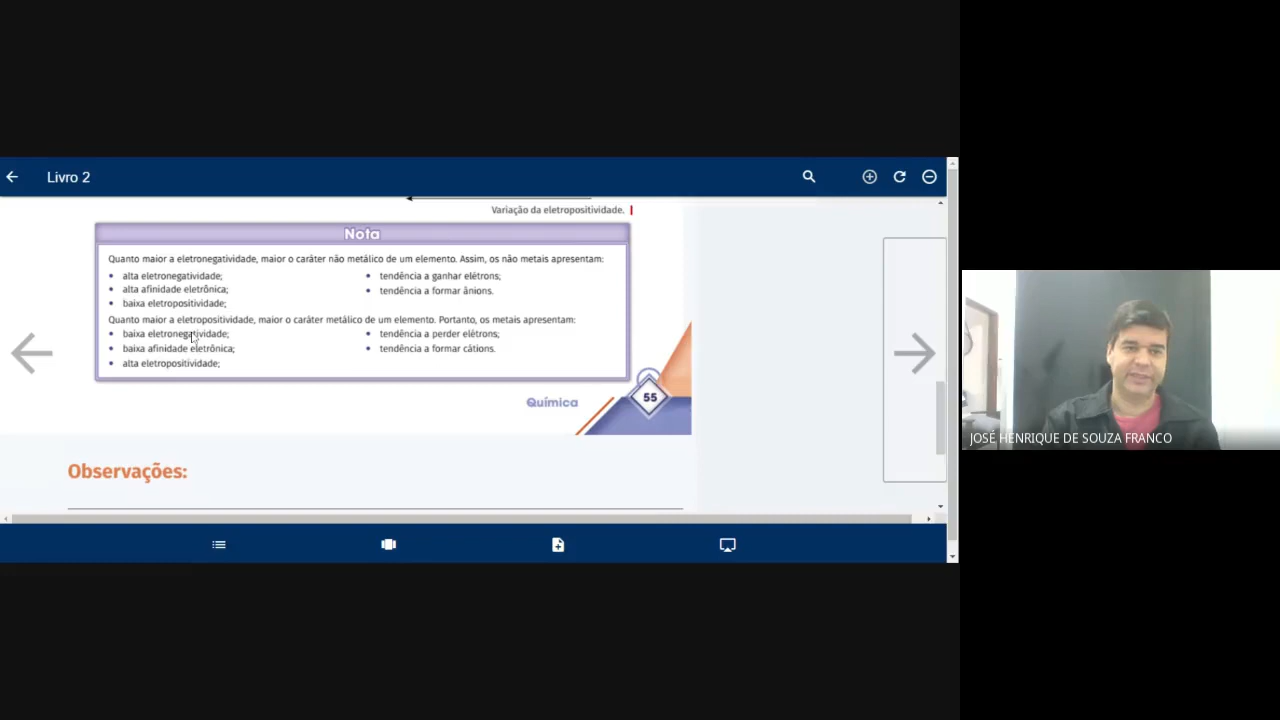 Livro 2
Variação da eletropositividade.
Nota
Quanto maior a eletronegatividade, maior o caráter não metálico de um elemento. Assim, os não metais apresentam:
• alta eletronegatividade;
• alta afinidade eletrônica;
• baixa eletropositividade;
• tendência a ganhar elétrons;
• tendência a formar ânions.
Quanto maior a eletropositividade, maior o caráter metálico de um elemento. Portanto, os metais apresentam:
• baixa eletronegatividade;
• baixa afinidade eletrônica;
• alta eletropositividade;
• tendência a perder elétrons;
• tendência a formar cátions.
Química
55
Observações:
JOSÉ HENRIQUE DE SOUZA FRANCO